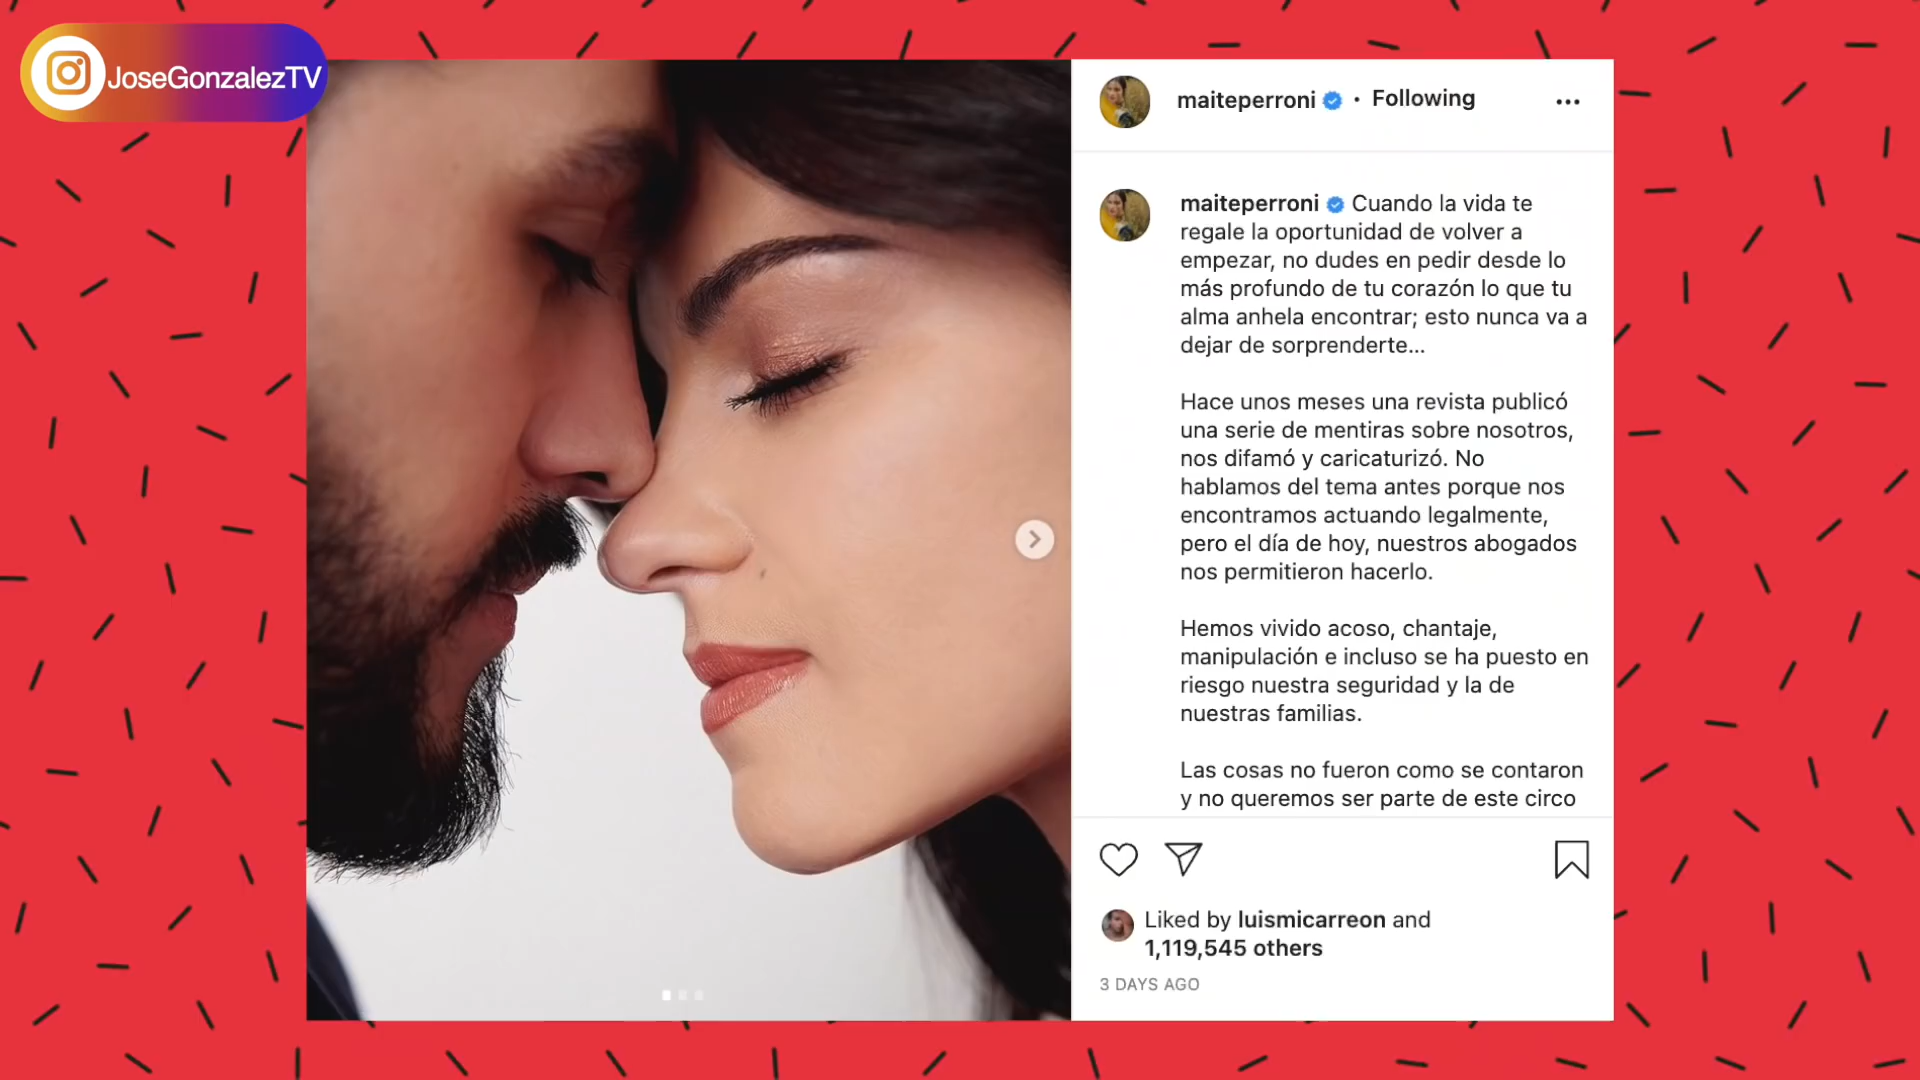 JoseGonzalezTV
maiteperroni • Following
maiteperroni Cuando la vida te
regale la oportunidad de volver a
empezar, no dudes en pedir desde lo
más profundo de tu corazón lo que tu
alma anhela encontrar; esto nunca va a
dejar de sorprenderte...
Hace unos meses una revista publicó
una serie de mentiras sobre nosotros,
nos difamó y caricaturizó. No
hablamos del tema antes porque nos
encontramos actuando legalmente,
pero el día de hoy, nuestros abogados
nos permitieron hacerlo.
Hemos vivido acoso, chantaje,
manipulación e incluso se ha puesto en
riesgo nuestra seguridad y la de
nuestras familias.
Las cosas no fueron como se contaron
y no queremos ser parte de este circo
Liked by luismicarreon and
1,119,545 others
3 DAYS AGO